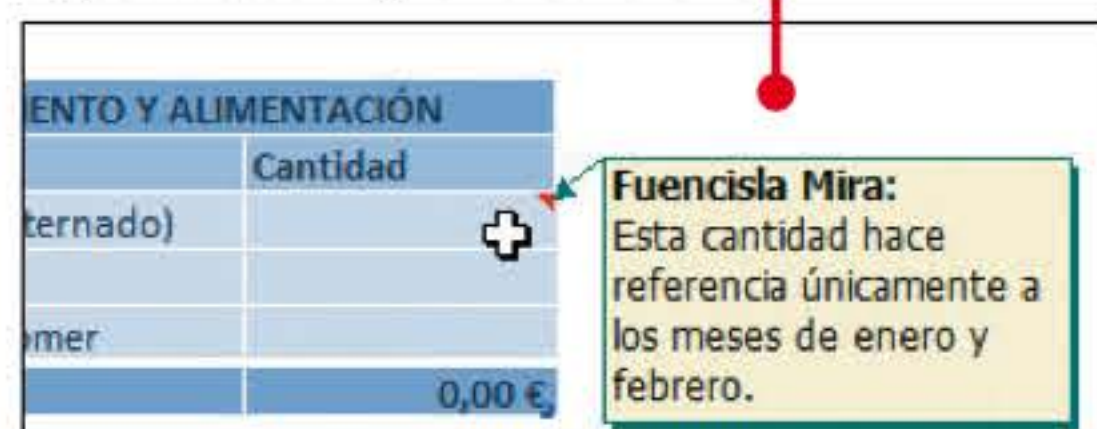 ENTO Y ALIMENTACIÓN
Cantidad
ternado)
omer
0,00 €
Fuencisla Mira:
Esta cantidad hace
referencia únicamente a
los meses de enero y
febrero.